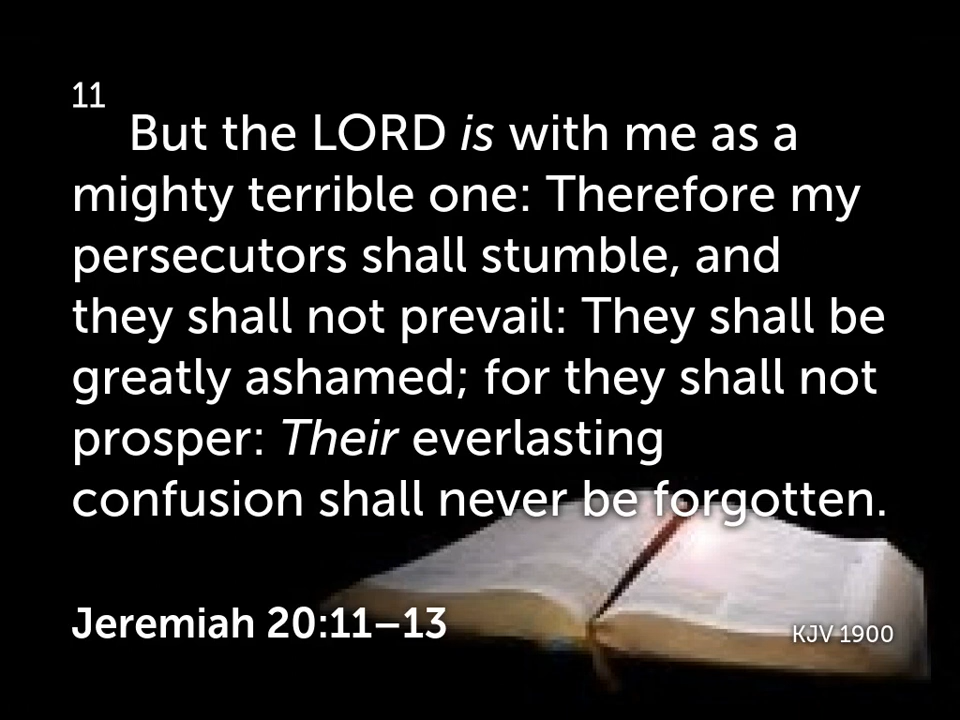 11
But the LORD is with me as a
mighty terrible one: Therefore my
persecutors shall stumble, and
they shall not prevail: They shall be
greatly ashamed; for they shall not
prosper: Their everlasting
confusion shall never be forgotten.
Jeremiah 20:11–13
KJV 1900